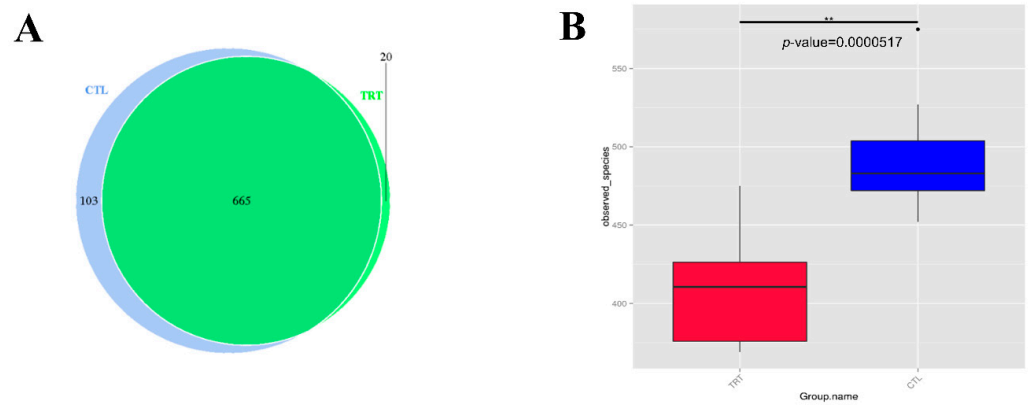 A
CTL
20
TRT
103
665
B
**
p-value=0.0000517
550
500
450
400
observed_species
TRT
CTL
Group.name